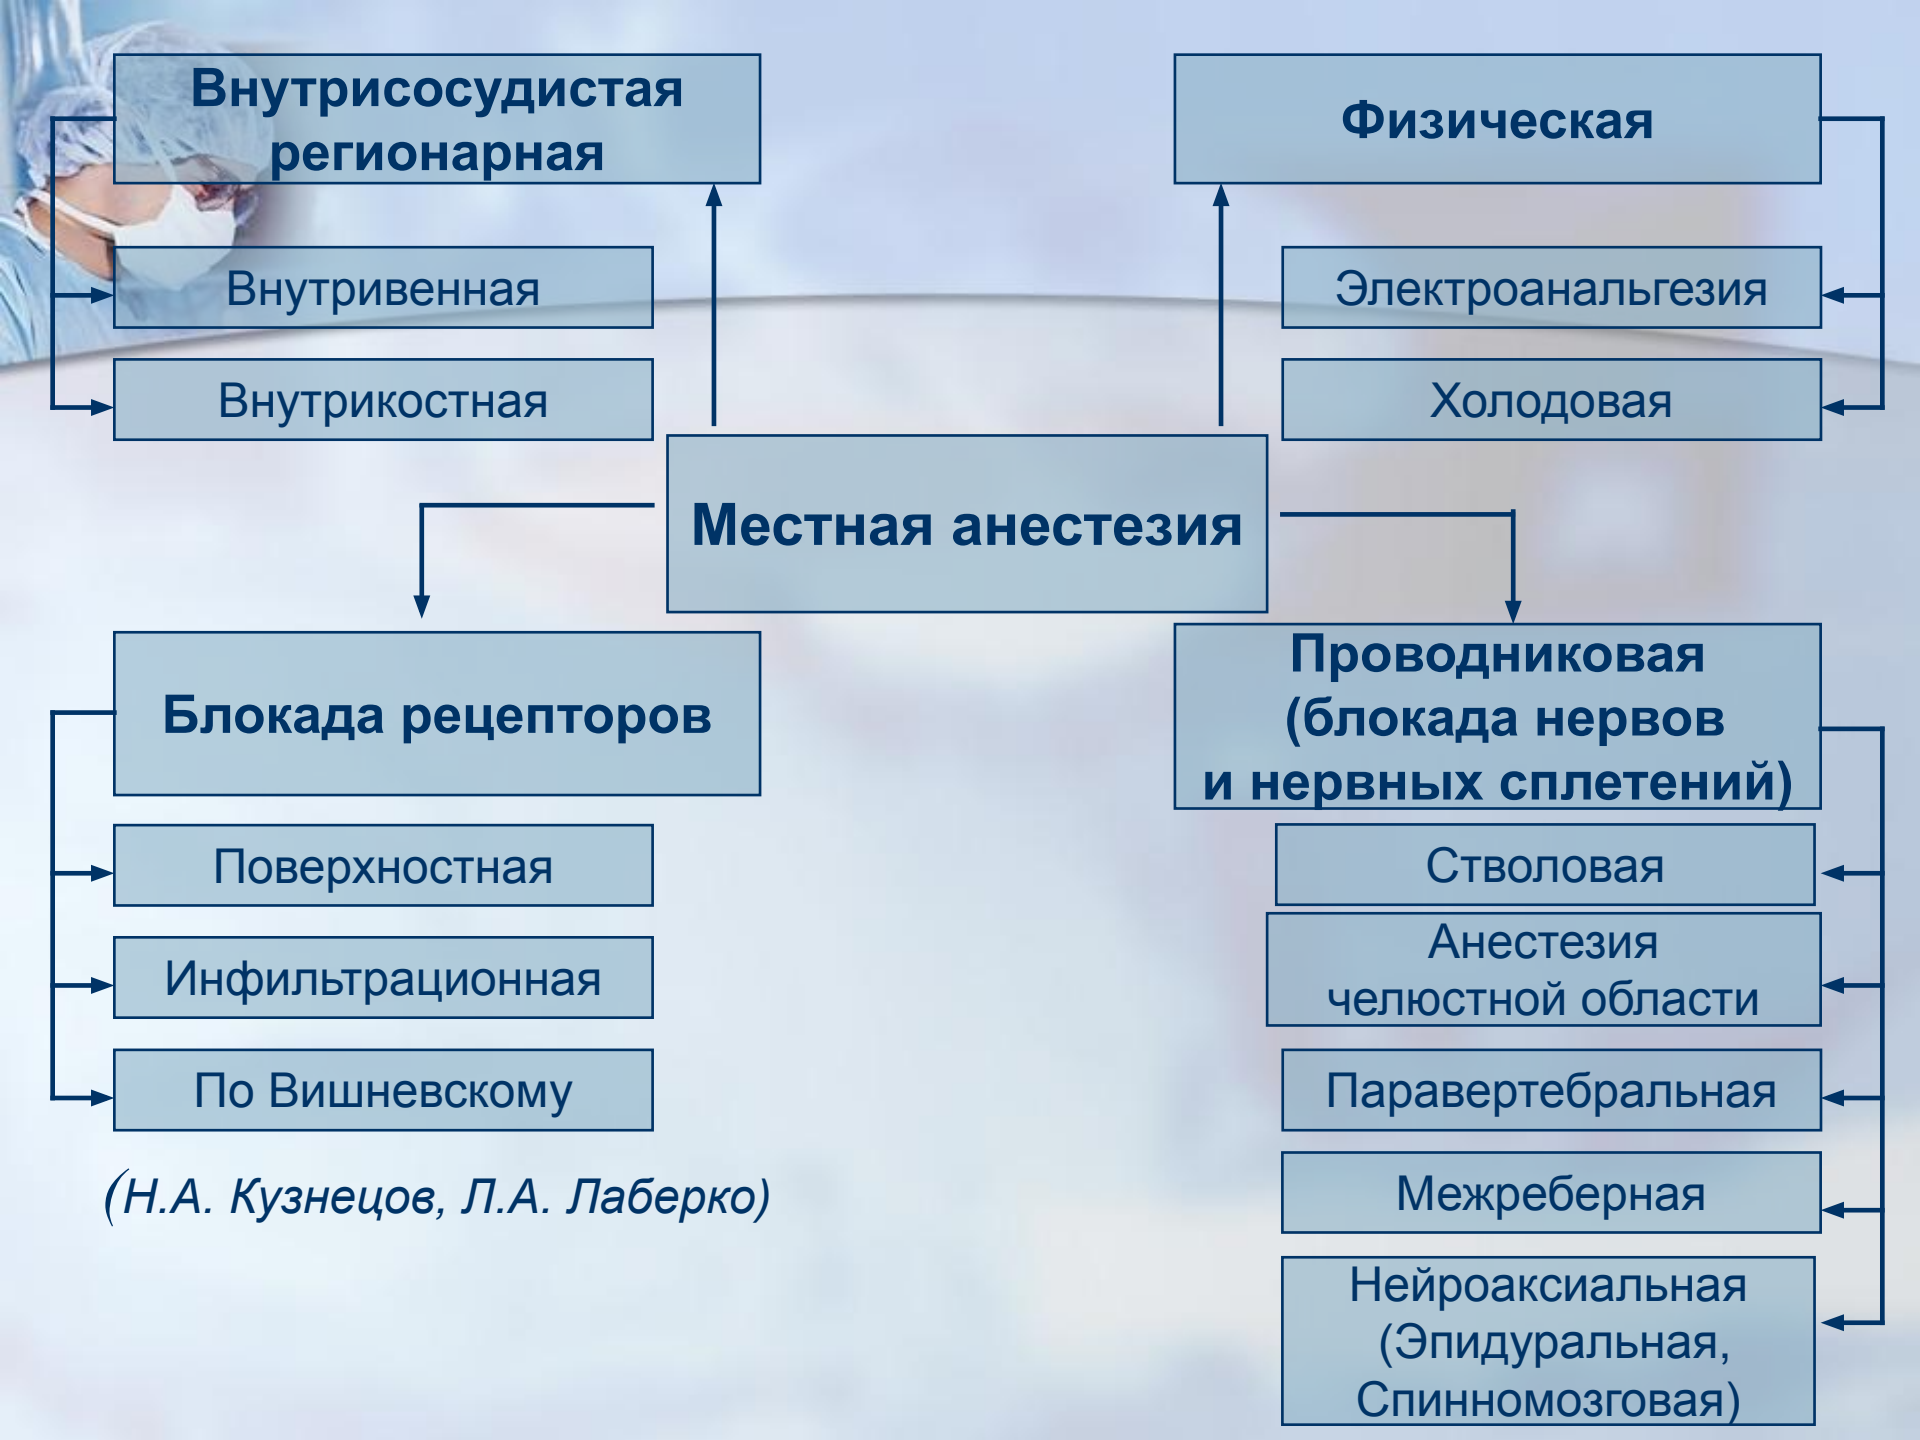 Внутрисосудистая
регионарная
Внутривенная
Внутрикостная
Физическая
Электроанальгезия
Холодовая
Местная анестезия
Блокада рецепторов
Поверхностная
Инфильтрационная
По Вишневскому
(Н.А. Кузнецов, Л.А. Лаберко)
Проводниковая
(блокада нервов
и нервных сплетений)
Стволовая
Анестезия
челюстной области
Паравертебральная
Межреберная
Нейроаксиальная
(Эпидуральная,
Спинномозговая)